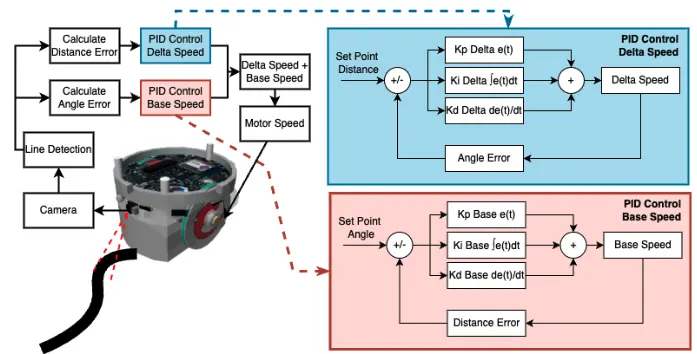 Calculate
Distance Error
PID Control
Delta Speed
Calculate
Angle Error
PID Control
Base Speed
Delta Speed +
Base Speed
Motor Speed
Line Detection
Camera
PID Control
Delta Speed
Set Point
Distance
+/-
Kp Delta e(t)
Ki Delta ∫e(t)dt
Kd Delta de(t)/dt
+
Delta Speed
Angle Error
PID Control
Base Speed
Set Point
Angle
+/-
Kp Base e(t)
Ki Base ∫e(t)dt
Kd Base de(t)/dt
+
Base Speed
Distance Error